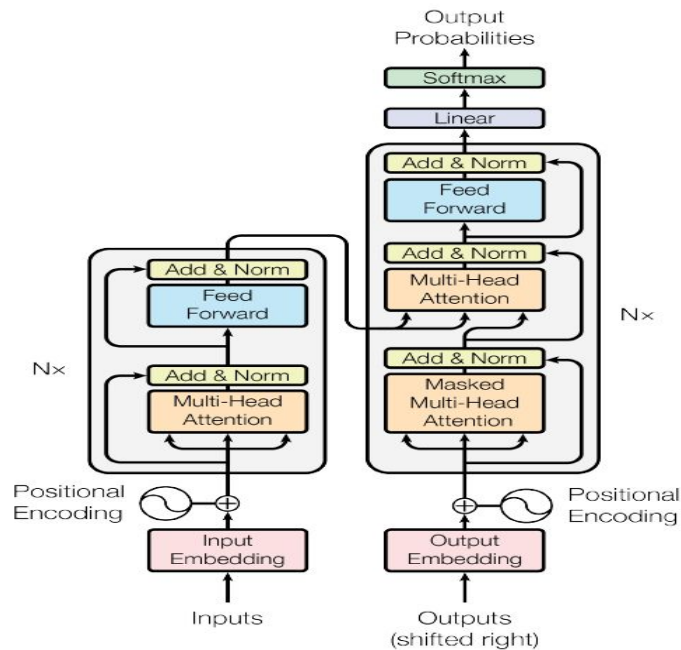 Output
Probabilities
Softmax
Linear
Add & Norm
Feed
Forward
Add & Norm
Multi-Head
Attention
Add & Norm
Masked
Multi-Head
Attention
Nx
Add & Norm
Feed
Forward
Add & Norm
Multi-Head
Attention
Nx
Positional
Encoding
Positional
Encoding
Input
Embedding
Output
Embedding
Inputs
Outputs
(shifted right)